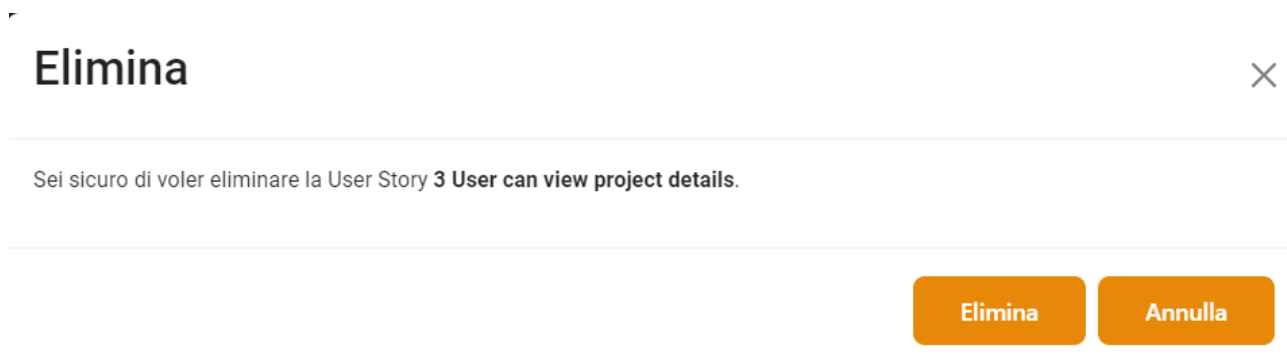 Elimina
Sei sicuro di voler eliminare la User Story 3 User can view project details.
Elimina
Annulla